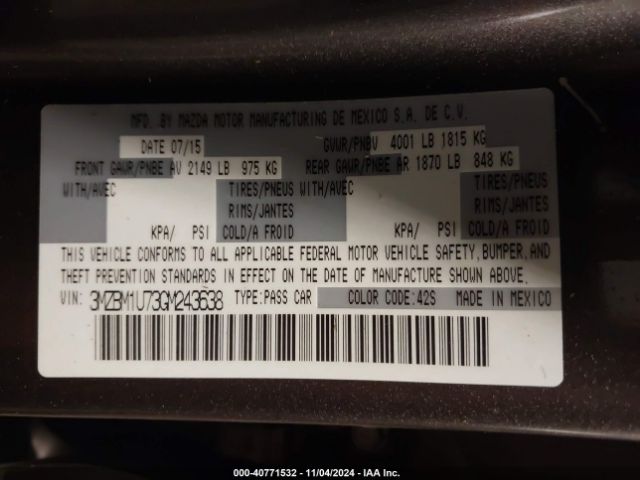 MFD. BY MAZDA MOTOR MANUFACTURING DE MEXICO S.A. DE C.V.
DATE 07/15 GVWR/PNBV 4001 LB 1815 KG
FRONT GAWR/PNBE AV 2149 LB 975 KG REAR GAWR/PNBE AR 1870 LB 848 KG
WITH/AVEC TIRES/PNEUS WITH/AVEC TIRES/PNEUS
RIMS/JANTES RIMS/JANTES
KPA/ PSI COLD/A FROID KPA/ PSI COLD/A FROID
THIS VEHICLE CONFORMS TO ALL APPLICABLE FEDERAL MOTOR VEHICLE SAFETY, BUMPER, AND
THEFT PREVENTION STANDARDS IN EFFECT ON THE DATE OF MANUFACTURE SHOWN ABOVE.
VIN: 3MZBM1U73GM243638 TYPE:PASS CAR COLOR CODE:42S MADE IN MEXICO
000-40771532 - 11/04/2024 - IAA Inc.